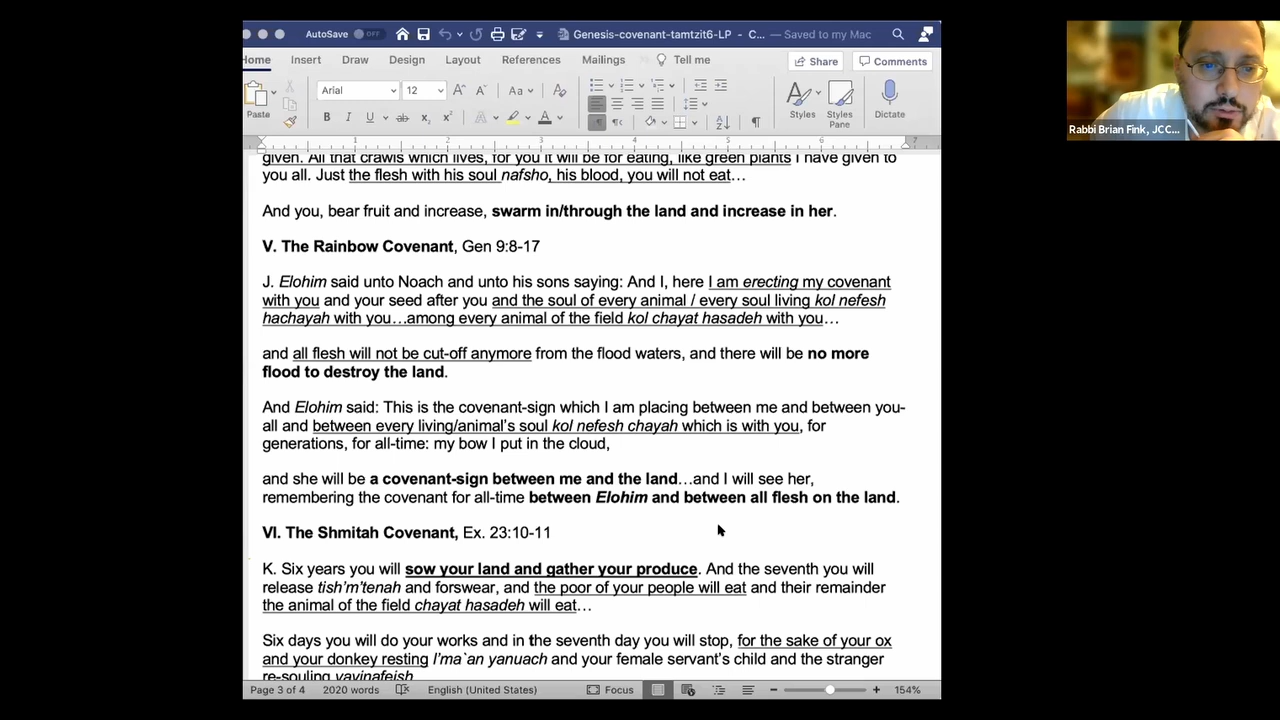 AutoSave OFF Genesis-covenant-tamtzit6-LP - C... — Saved to my Mac
Home Insert Draw Design Layout References Mailings Tell me Share Comments
Paste Arial 12 Styles Styles Pane Dictate
given. All that crawls which lives, for you it will be for eating, like green plants I have given to
you all. Just the flesh with his soul nafsho, his blood, you will not eat…
And you, bear fruit and increase, swarm in/through the land and increase in her.
V. The Rainbow Covenant, Gen 9:8-17
J. Elohim said unto Noach and unto his sons saying: And I, here I am erecting my covenant
with you and your seed after you and the soul of every animal / every soul living kol nefesh
hachayah with you…among every animal of the field kol chayat hasadeh with you…
and all flesh will not be cut-off anymore from the flood waters, and there will be no more
flood to destroy the land.
And Elohim said: This is the covenant-sign which I am placing between me and between you-
all and between every living/animal's soul kol nefesh chayah which is with you, for
generations, for all-time: my bow I put in the cloud,
and she will be a covenant-sign between me and the land…and I will see her,
remembering the covenant for all-time between Elohim and between all flesh on the land.
VI. The Shmitah Covenant, Ex. 23:10-11
K. Six years you will sow your land and gather your produce. And the seventh you will
release tish'm'tenah and forswear, and the poor of your people will eat and their remainder
the animal of the field chayat hasadeh will eat…
Six days you will do your works and in the seventh day you will stop, for the sake of your ox
and your donkey resting l'ma`an yanuach and your female servant's child and the stranger
re-souling vayinafeish
Page 3 of 4 2020 words English (United States) Focus 154%
Rabbi Brian Fink, JCC...